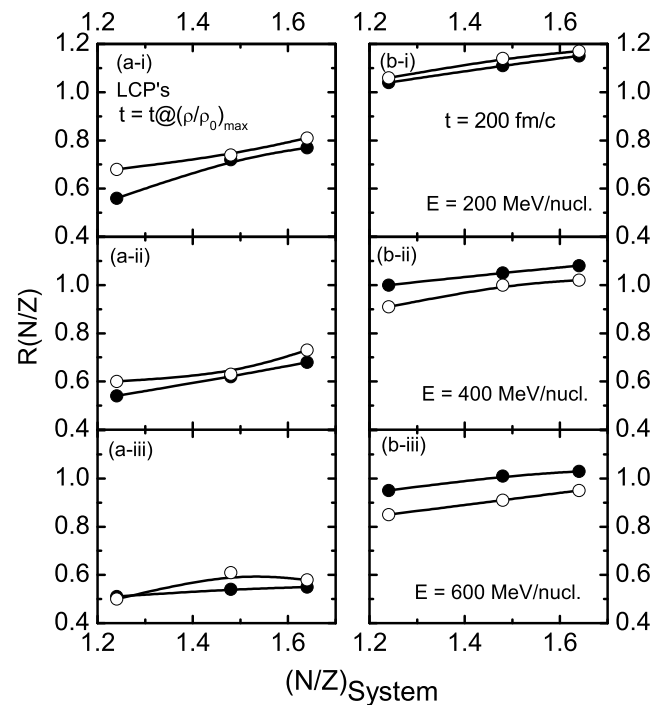 1.2 1.4 1.6 1.2 1.4 1.6
1.2 (a-i) (b-i) 1.2
LCP's
t = t@(ρ/ρ₀)max
t = 200 fm/c
1.0 1.0
0.8 0.8
0.6 0.6
E = 200 MeV/nucl.
0.4 0.4
(a-ii) (b-ii)
1.0 1.0
0.8 0.8
0.6 0.6
E = 400 MeV/nucl.
0.4 0.4
(a-iii) (b-iii)
1.0 1.0
0.8 0.8
0.6 0.6
E = 600 MeV/nucl.
0.4 0.4
1.2 1.4 1.6 1.2 1.4 1.6
R(N/Z)
(N/Z)System